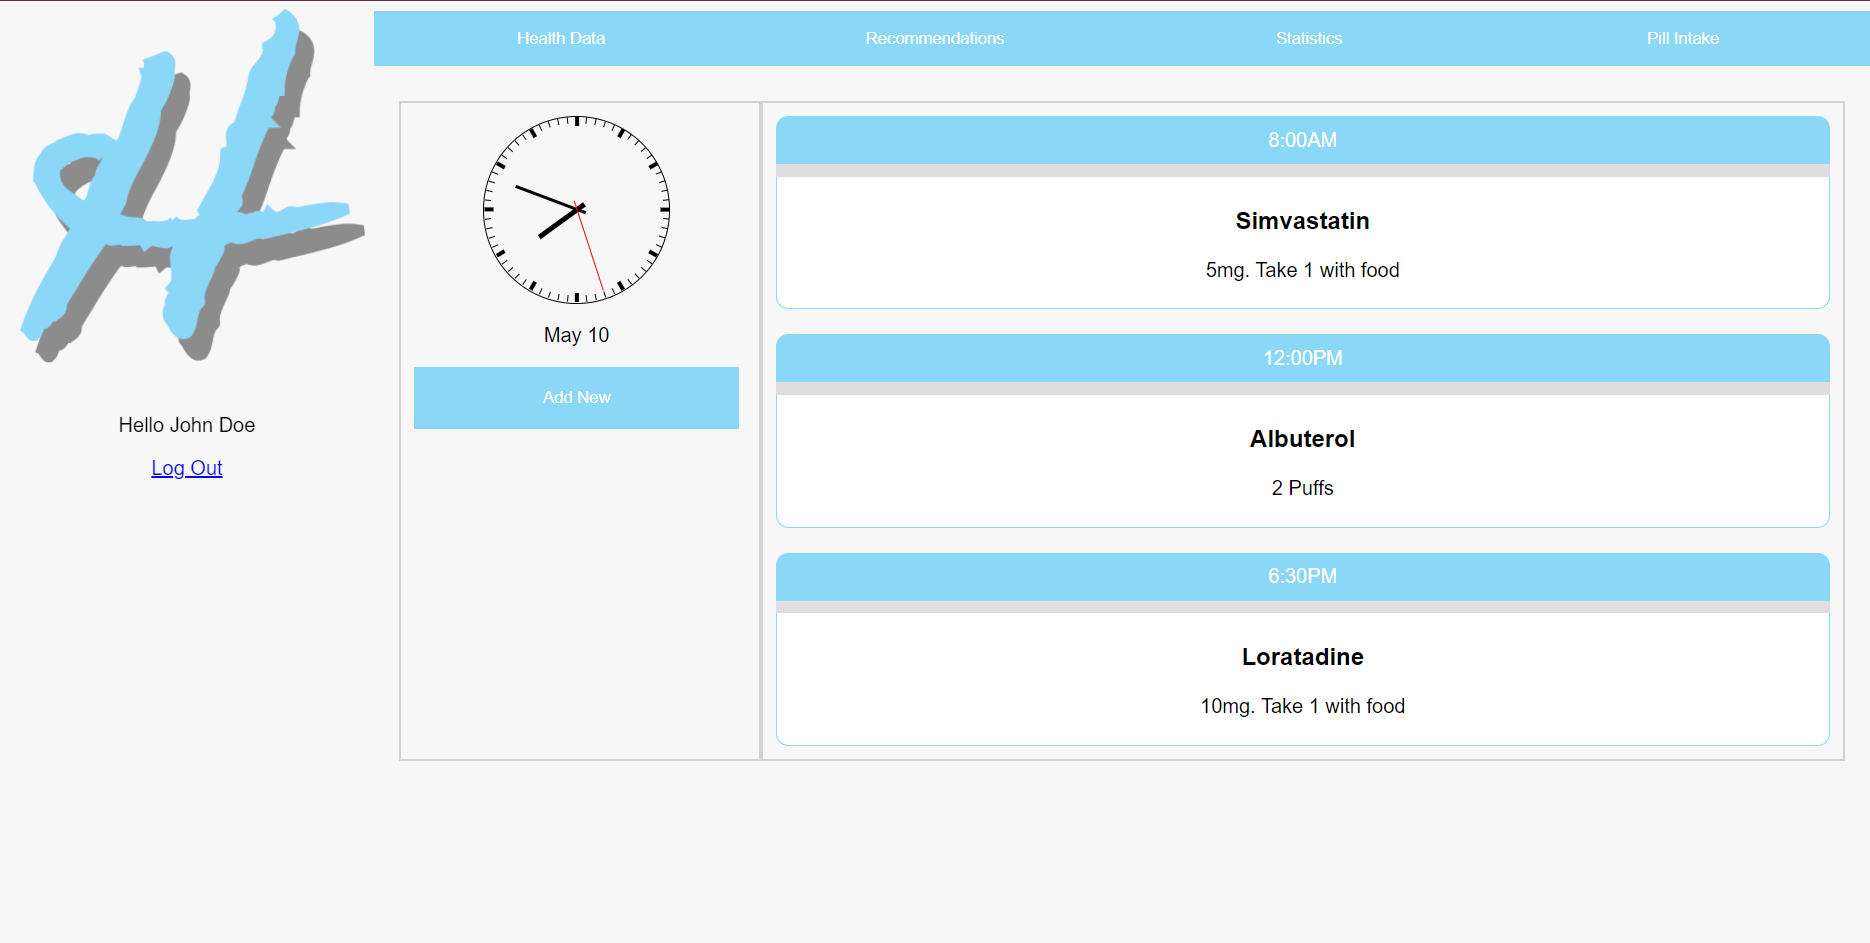 H
Health Data
Recommendations
Statistics
Pill Intake
Hello John Doe
Log Out
May 10
Add New
8:00AM
Simvastatin
5mg. Take 1 with food
12:00PM
Albuterol
2 Puffs
6:30PM
Loratadine
10mg. Take 1 with food